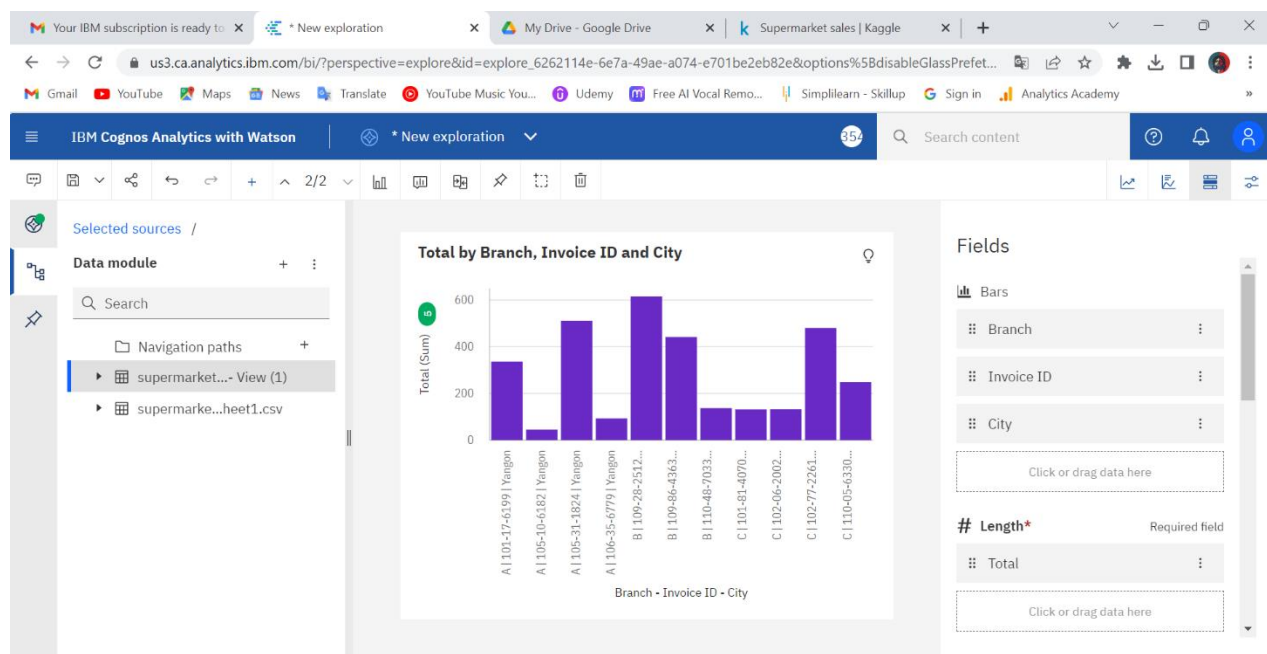 Your IBM subscription is ready to
* New exploration
My Drive - Google Drive
Supermarket sales | Kaggle
us3.ca.analytics.ibm.com/bi/?perspective=explore&id=explore_6262114e-6e7a-49ae-a074-e701be2eb82e&options%5BdisableGlassPrefet...
Gmail YouTube Maps News Translate YouTube Music You... Udemy Free AI Vocal Remo... Simplilearn - Skillup Sign in Analytics Academy »
IBM Cognos Analytics with Watson
* New exploration
354
Search content
2/2
Selected sources /
Data module
Search
Navigation paths
supermarket...- View (1)
supermarke...heet1.csv
Total by Branch, Invoice ID and City
Total (Sum)
5
600
400
200
0
A | 101-17-6199 | Yangon
A | 105-10-6182 | Yangon
A | 105-31-1824 | Yangon
A | 106-35-6779 | Yangon
B | 109-28-2512...
B | 109-86-4363...
B | 110-48-7033...
C | 101-81-4070...
C | 102-06-2002...
C | 102-77-2261...
C | 110-05-6330...
Branch - Invoice ID - City
Fields
Bars
Branch
Invoice ID
City
Click or drag data here
# Length* Required field
Total
Click or drag data here